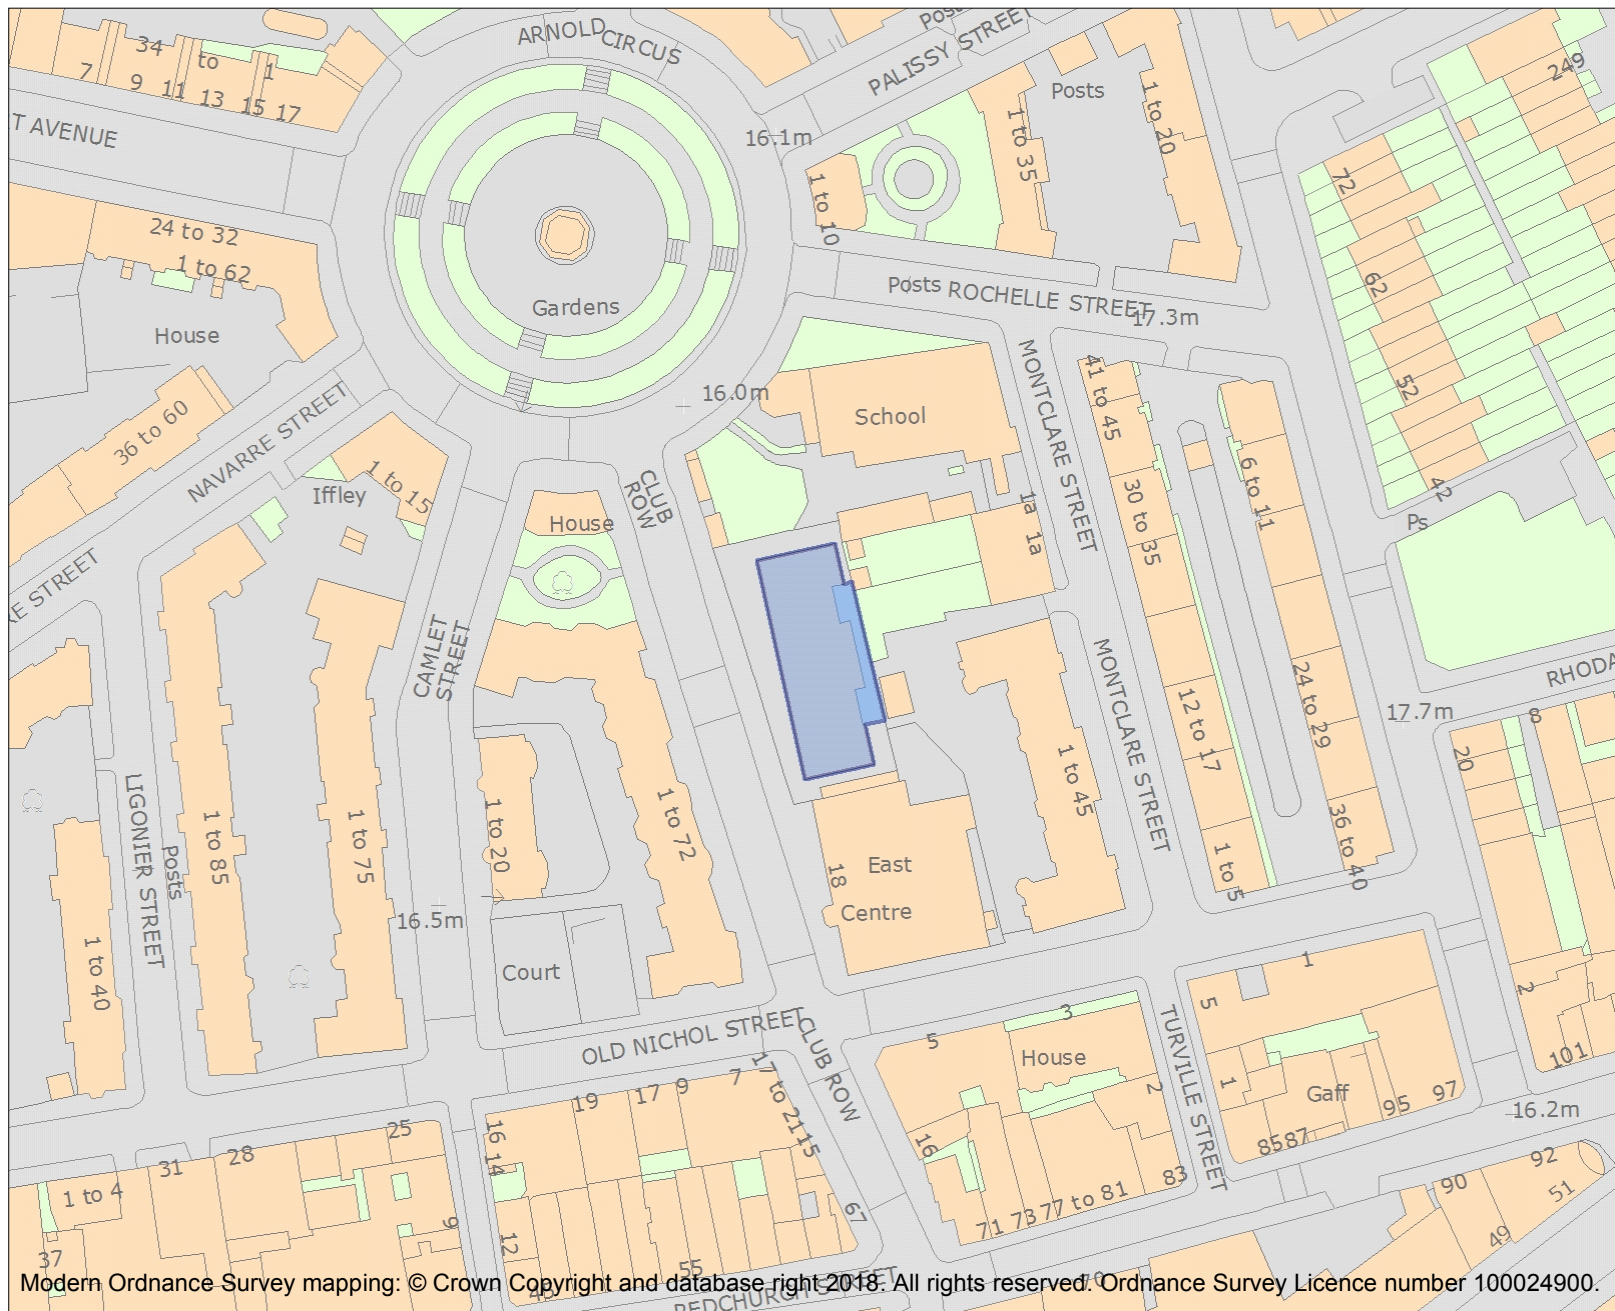 ARNOLD CIRCUS
Post
PALISSY STREET
34 to 1
7
9
11
13
15
17
T AVENUE
16.1m
Posts
1 to 35
1 to 20
249
72
62
52
42
1 to 10
24 to 32
1 to 62
House
Gardens
Posts
ROCHELLE STREET
17.3m
16.0m
School
MONTCLARE STREET
41 to 45
36 to 60
NAVARRE STREET
1 to 15
Iffley
House
CLUB
ROW
1a
1a
30 to 35
6 to 11
Ps
RE STREET
CAMLET
STREET
MONTCLARE STREET
12 to 17
24 to 29
17.7m
RHODA
8
20
LIGONIER STREET
Posts
1 to 85
1 to 75
1 to 20
1 to 72
1 to 45
18
East
Centre
1 to 5
36 to 40
16.5m
1 to 40
Court
OLD NICHOL STREET
CLUB ROW
5
3
House
2
TURVILLE STREET
5
1
1
Gaff
2
101
16.2m
19
17
9
7
17 to 21
15
16
14
12
25
28
31
1 to 4
37
9
16
67
55
71
73
77 to 81
83
85
87
95
97
90
92
51
49
70
REDCHURCH STREET
Modern Ordnance Survey mapping: © Crown Copyright and database right 2018. All rights reserved. Ordnance Survey Licence number 100024900.